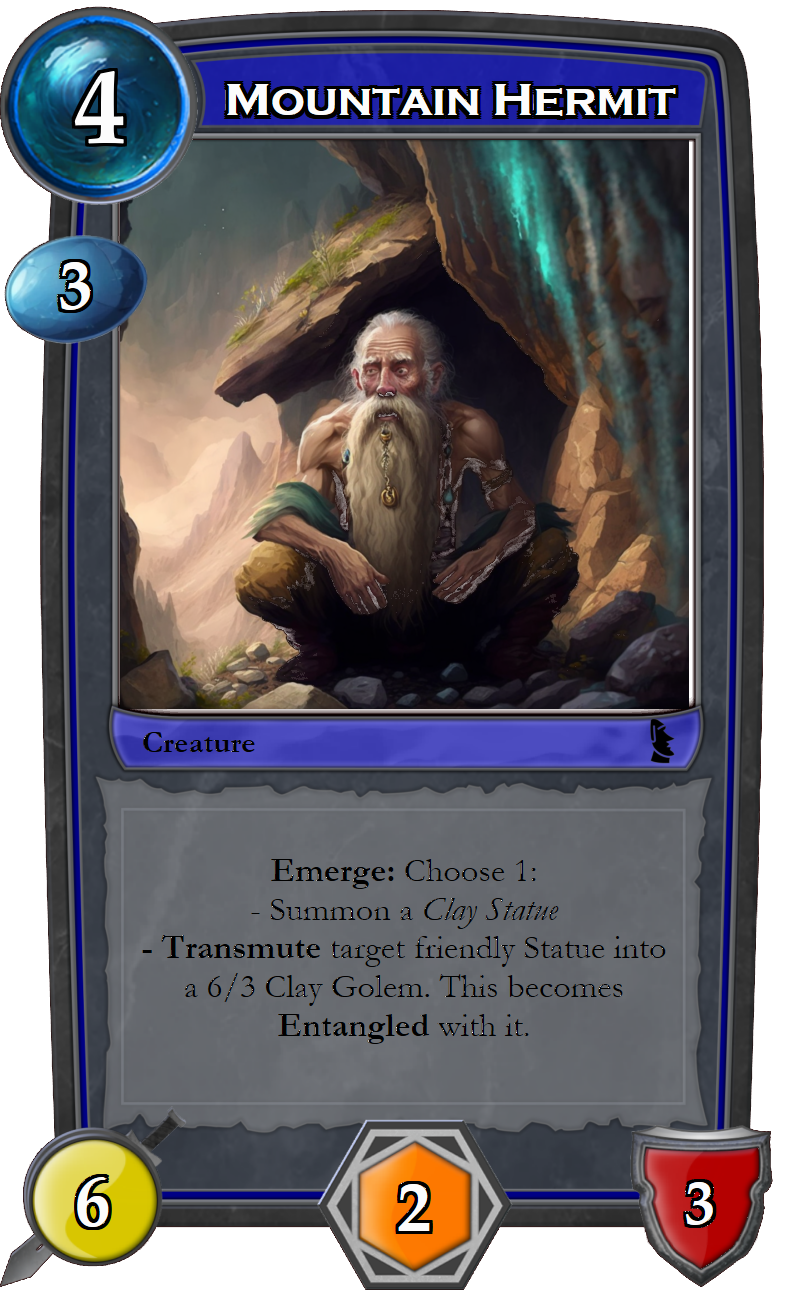 4
MOUNTAIN HERMIT
3
Creature
Emerge: Choose 1:
- Summon a Clay Statue
- Transmute target friendly Statue into
a 6/3 Clay Golem. This becomes
Entangled with it.
6
2
3